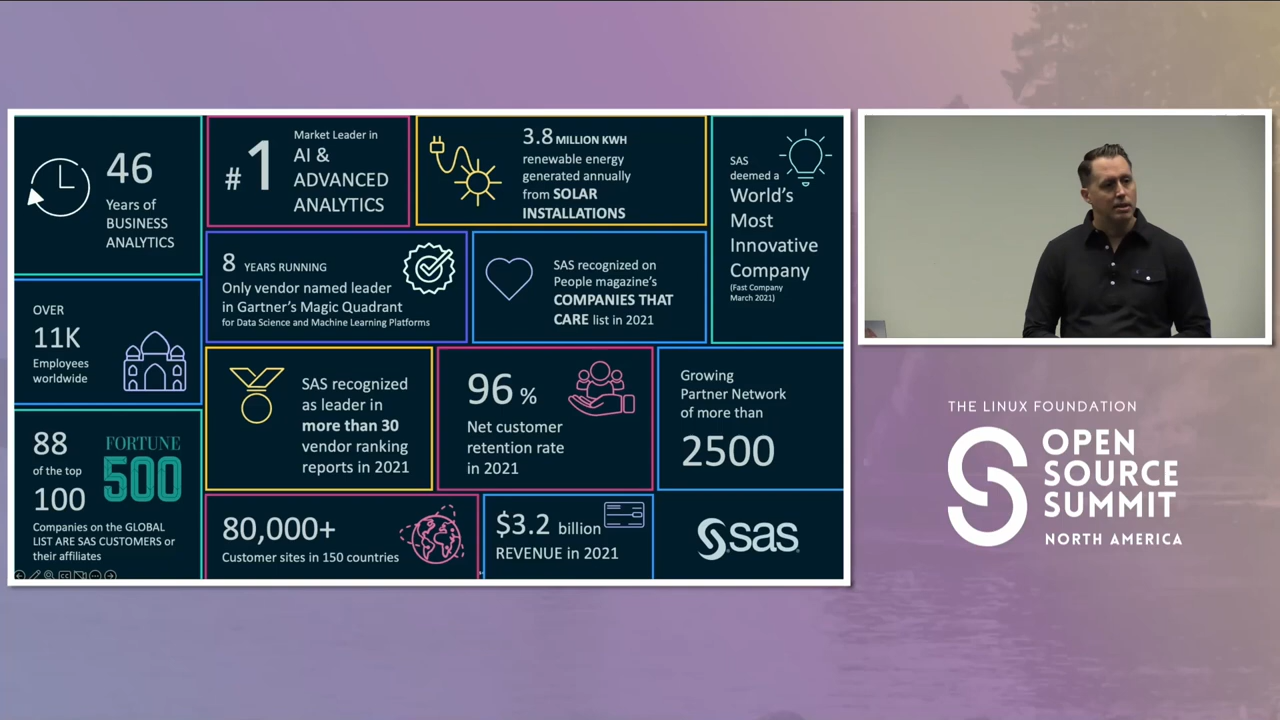 46
Years of
BUSINESS
ANALYTICS
#1
Market Leader in
AI &
ADVANCED
ANALYTICS
3.8 MILLION KWH
renewable energy
generated annually
from SOLAR
INSTALLATIONS
SAS
deemed a
World's
Most
Innovative
Company
(Fast Company
March 2021)
8 YEARS RUNNING
Only vendor named leader
in Gartner's Magic Quadrant
for Data Science and Machine Learning Platforms
SAS recognized on
People magazine's
COMPANIES THAT
CARE list in 2021
OVER
11K
Employees
worldwide
SAS recognized
as leader in
more than 30
vendor ranking
reports in 2021
96 %
Net customer
retention rate
in 2021
Growing
Partner Network
of more than
2500
88
of the top
100
FORTUNE
500
Companies on the GLOBAL
LIST ARE SAS CUSTOMERS or
their affiliates
80,000+
Customer sites in 150 countries
$3.2 billion
REVENUE in 2021
sas
THE LINUX FOUNDATION
OPEN
SOURCE
SUMMIT
NORTH AMERICA